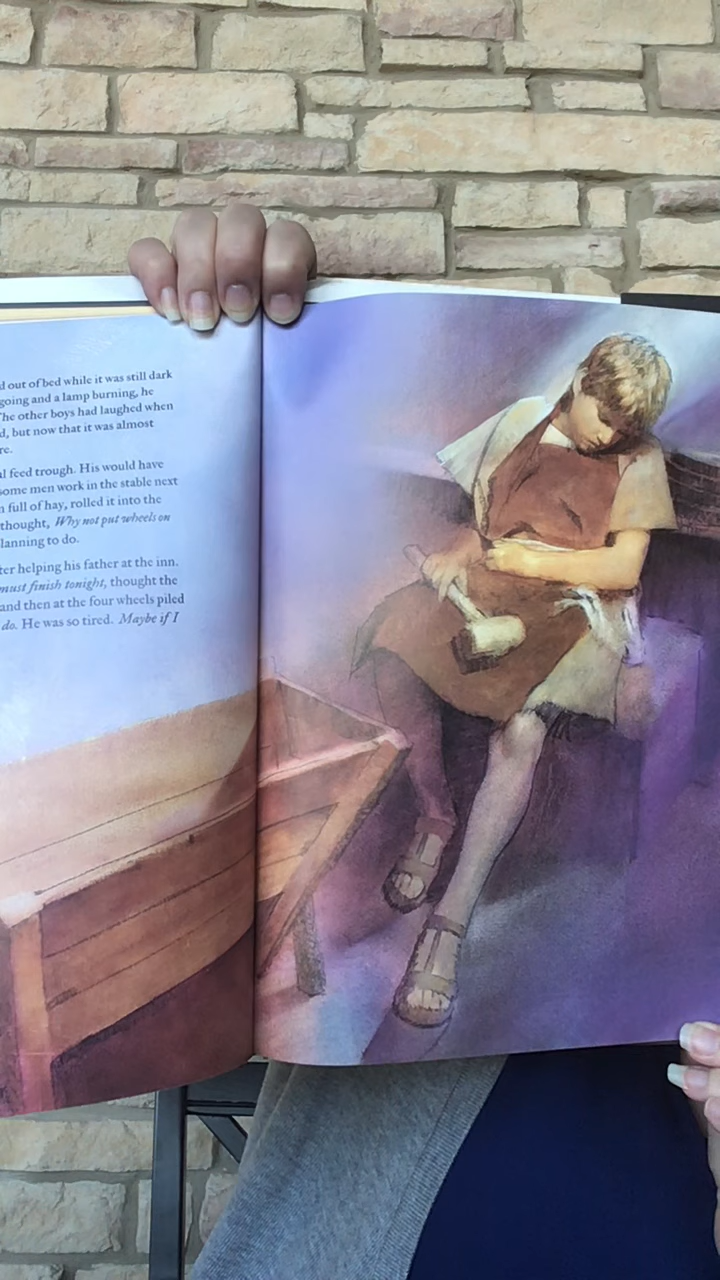 d out of bed while it was still dark
going and a lamp burning, he
The other boys had laughed when
d, but now that it was almost
re.
al feed trough. His would have
some men work in the stable next
n full of hay, rolled it into the
thought, Why not put wheels on
lanning to do.
ter helping his father at the inn.
must finish tonight, thought the
and then at the four wheels piled
do. He was so tired. Maybe if I